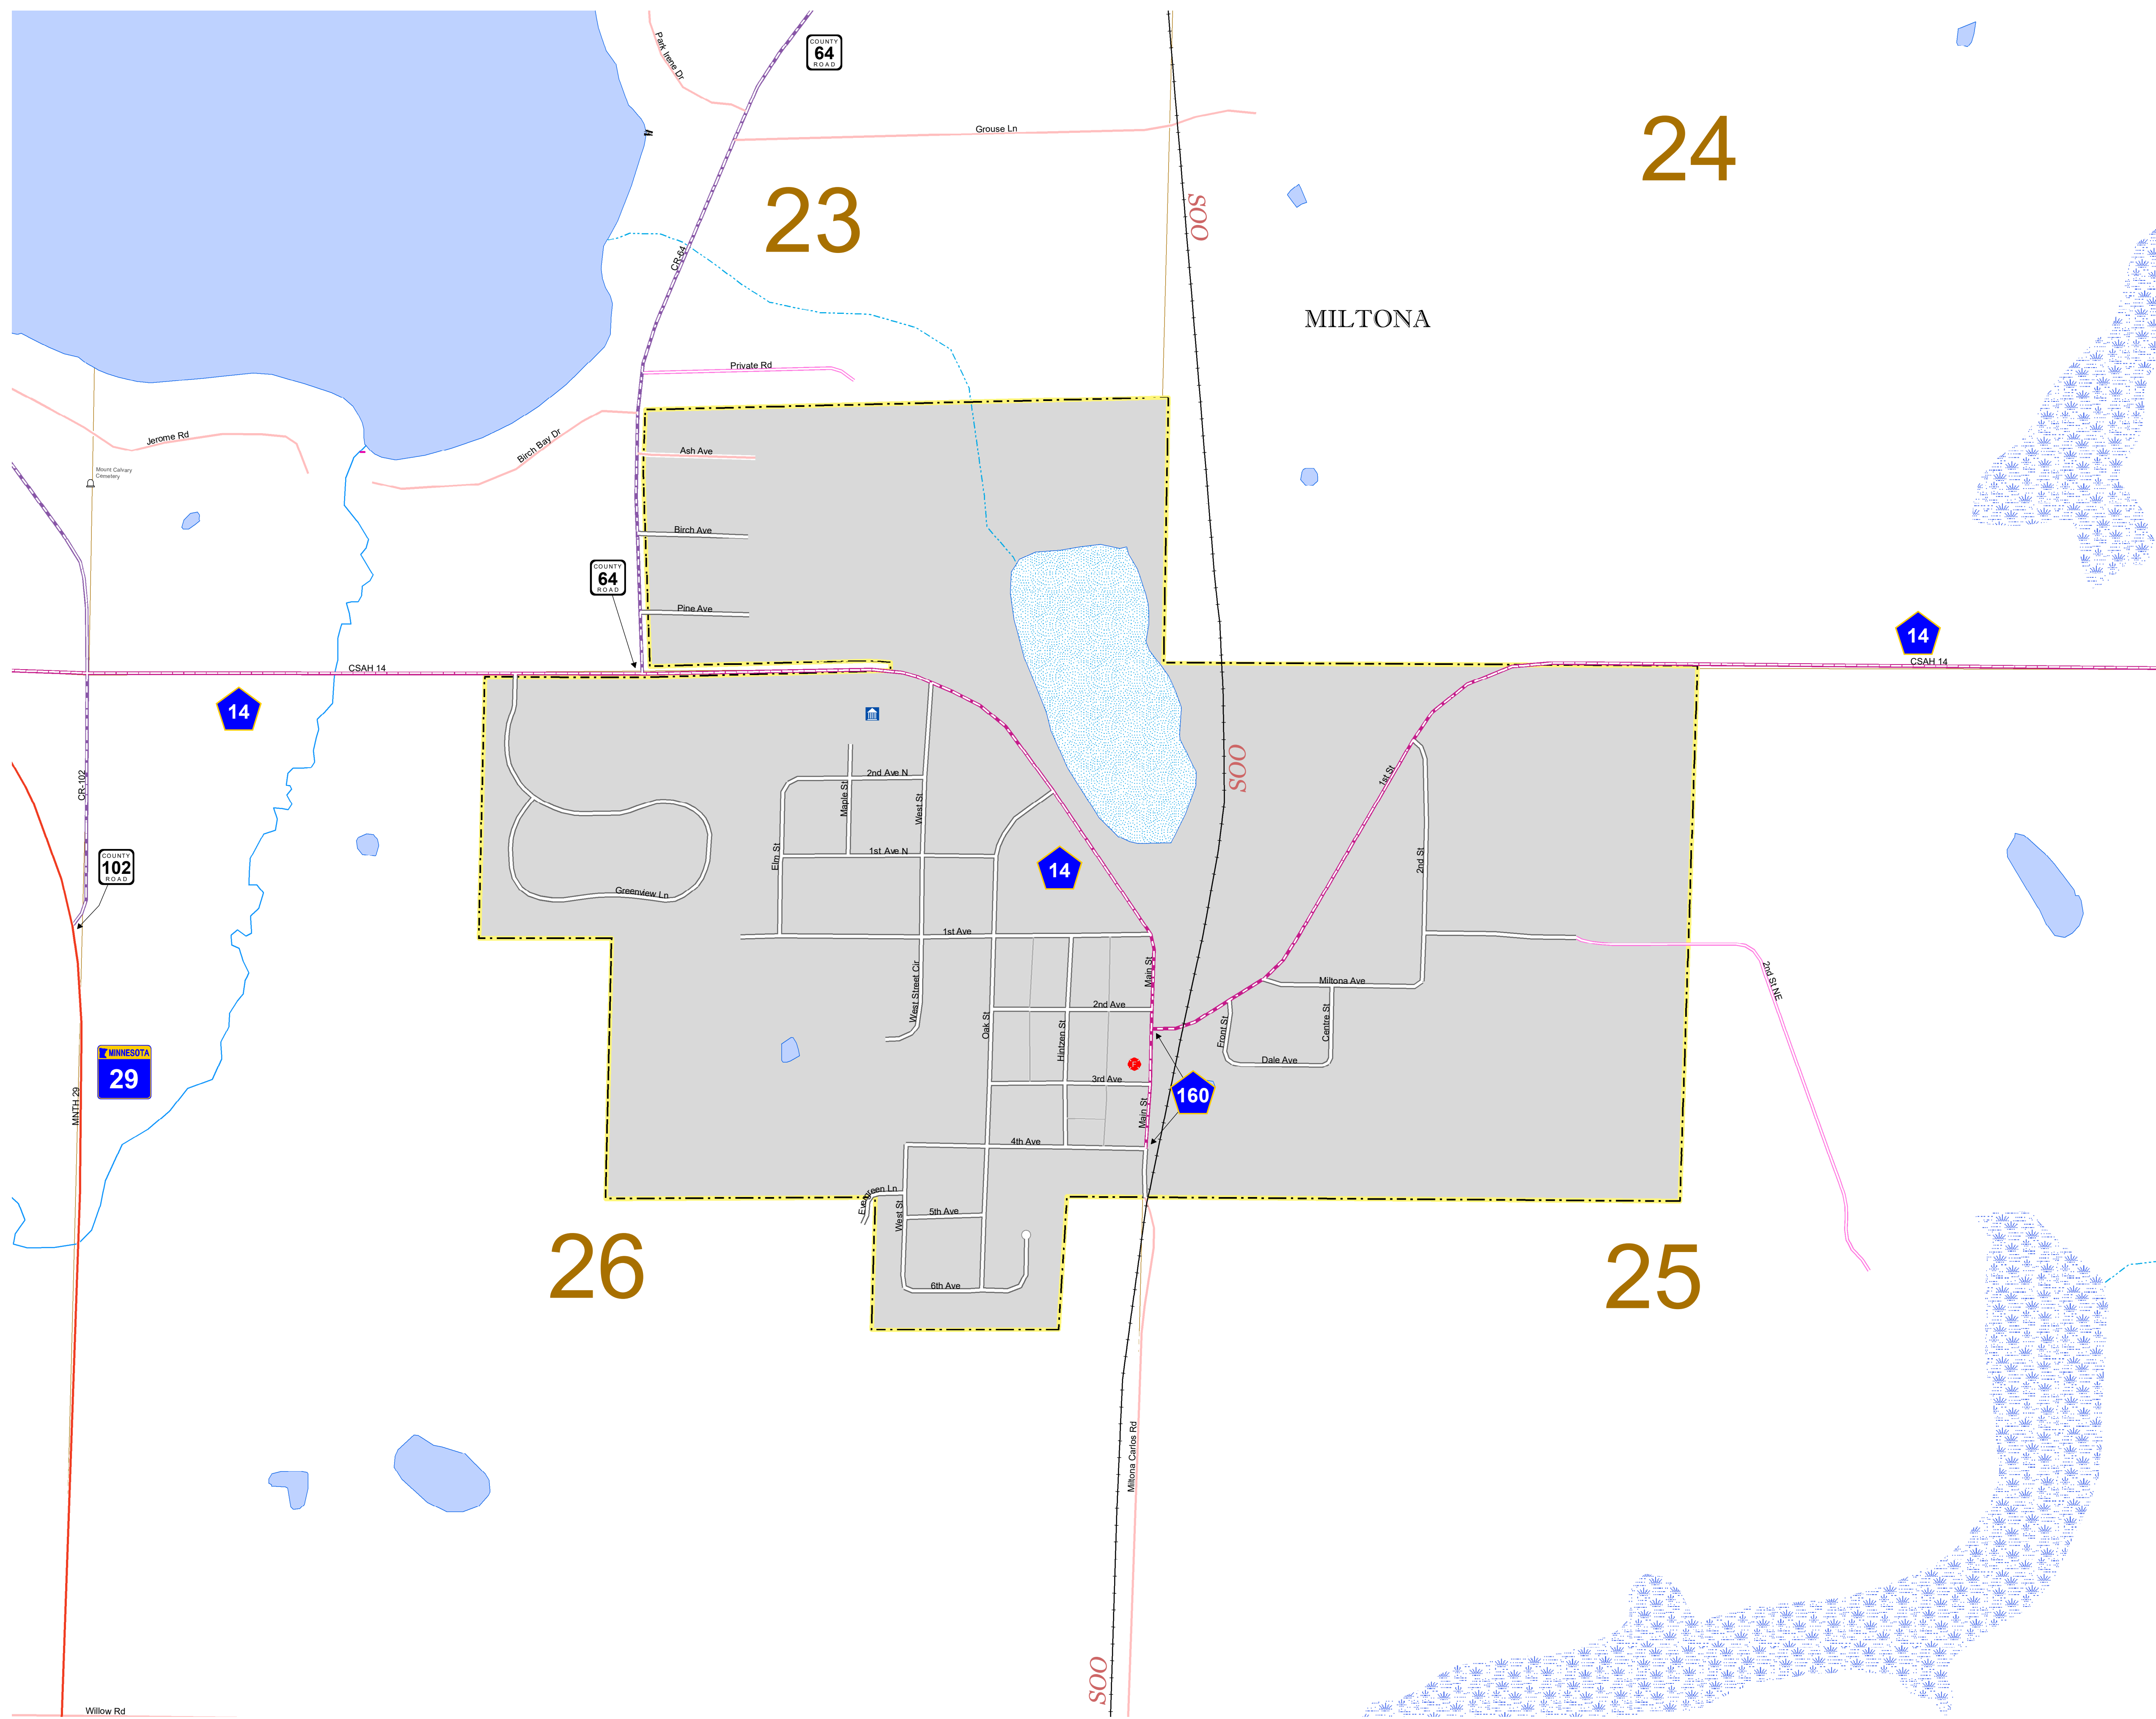 COUNTY
64
ROAD
Park Irene Dr
Grouse Ln
24
23
SOO
CR-64
MILTONA
Private Rd
Jerome Rd
Birch Bay Dr
Ash Ave
Mount Calvary
Cemetery
Birch Ave
COUNTY
64
ROAD
Pine Ave
14
CSAH 14
CSAH 14
14
SOO
2nd Ave N
Maple St
West St
1st St
CR-102
COUNTY
102
ROAD
Elm St
1st Ave N
14
2nd St
Greenview Ln
1st Ave
West Street Cir
Main St
Miltona Ave
2nd St NE
2nd Ave
Oak St
Hintzen St
Front St
Centre St
Dale Ave
MINNESOTA
29
MNTH 29
F
3rd Ave
160
Main St
4th Ave
Evergreen Ln
West St
5th Ave
26
25
6th Ave
Miltona Carlos Rd
SOO
Willow Rd